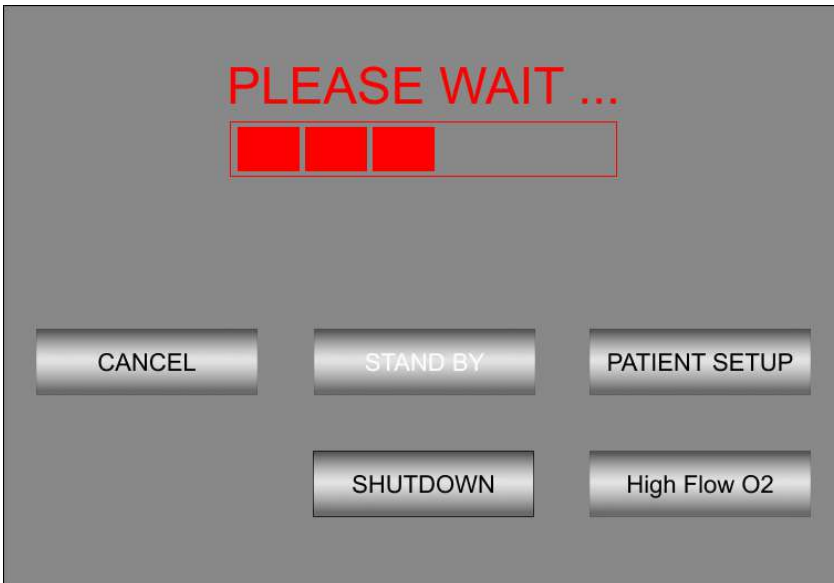 PLEASE WAIT ...
CANCEL
STAND BY
PATIENT SETUP
SHUTDOWN
High Flow O2